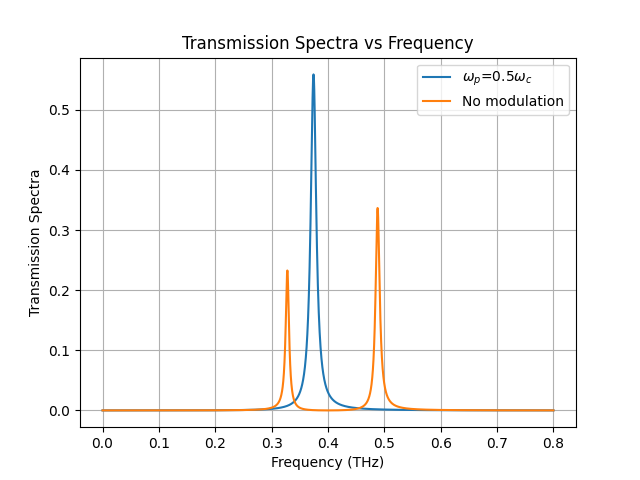 Transmission Spectra vs Frequency
ω_p=0.5ω_c
No modulation
Transmission Spectra
0.5
0.4
0.3
0.2
0.1
0.0
0.0 0.1 0.2 0.3 0.4 0.5 0.6 0.7 0.8
Frequency (THz)